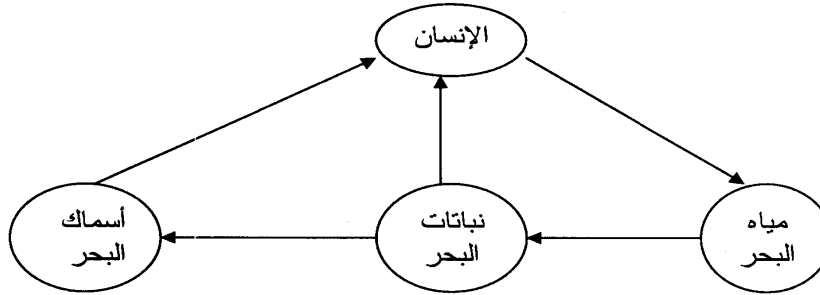 الإنسان
مياه
البحر
نباتات
البحر
أسماك
البحر